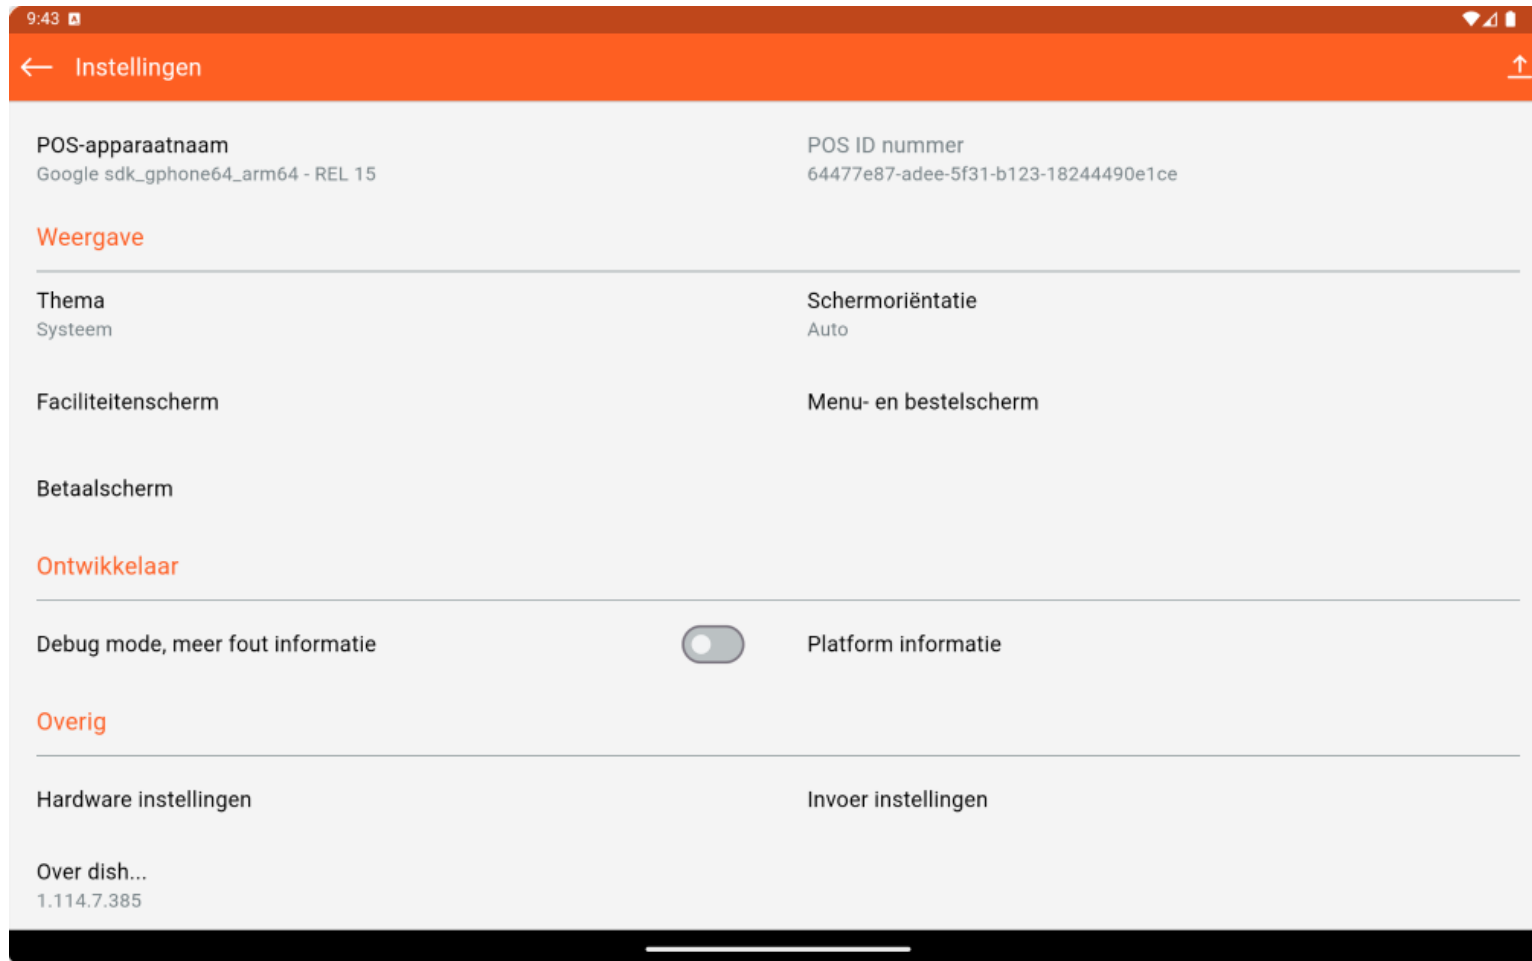 9:43
Instellingen
POS-apparaatnaam
Google sdk_gphone64_arm64 - REL 15
POS ID nummer
64477e87-adee-5f31-b123-18244490e1ce
Weergave
Thema
Systeem
Schermoriëntatie
Auto
Faciliteitenscherm
Menu- en bestelscherm
Betaalscherm
Ontwikkelaar
Debug mode, meer fout informatie
Platform informatie
Overig
Hardware instellingen
Invoer instellingen
Over dish...
1.114.7.385